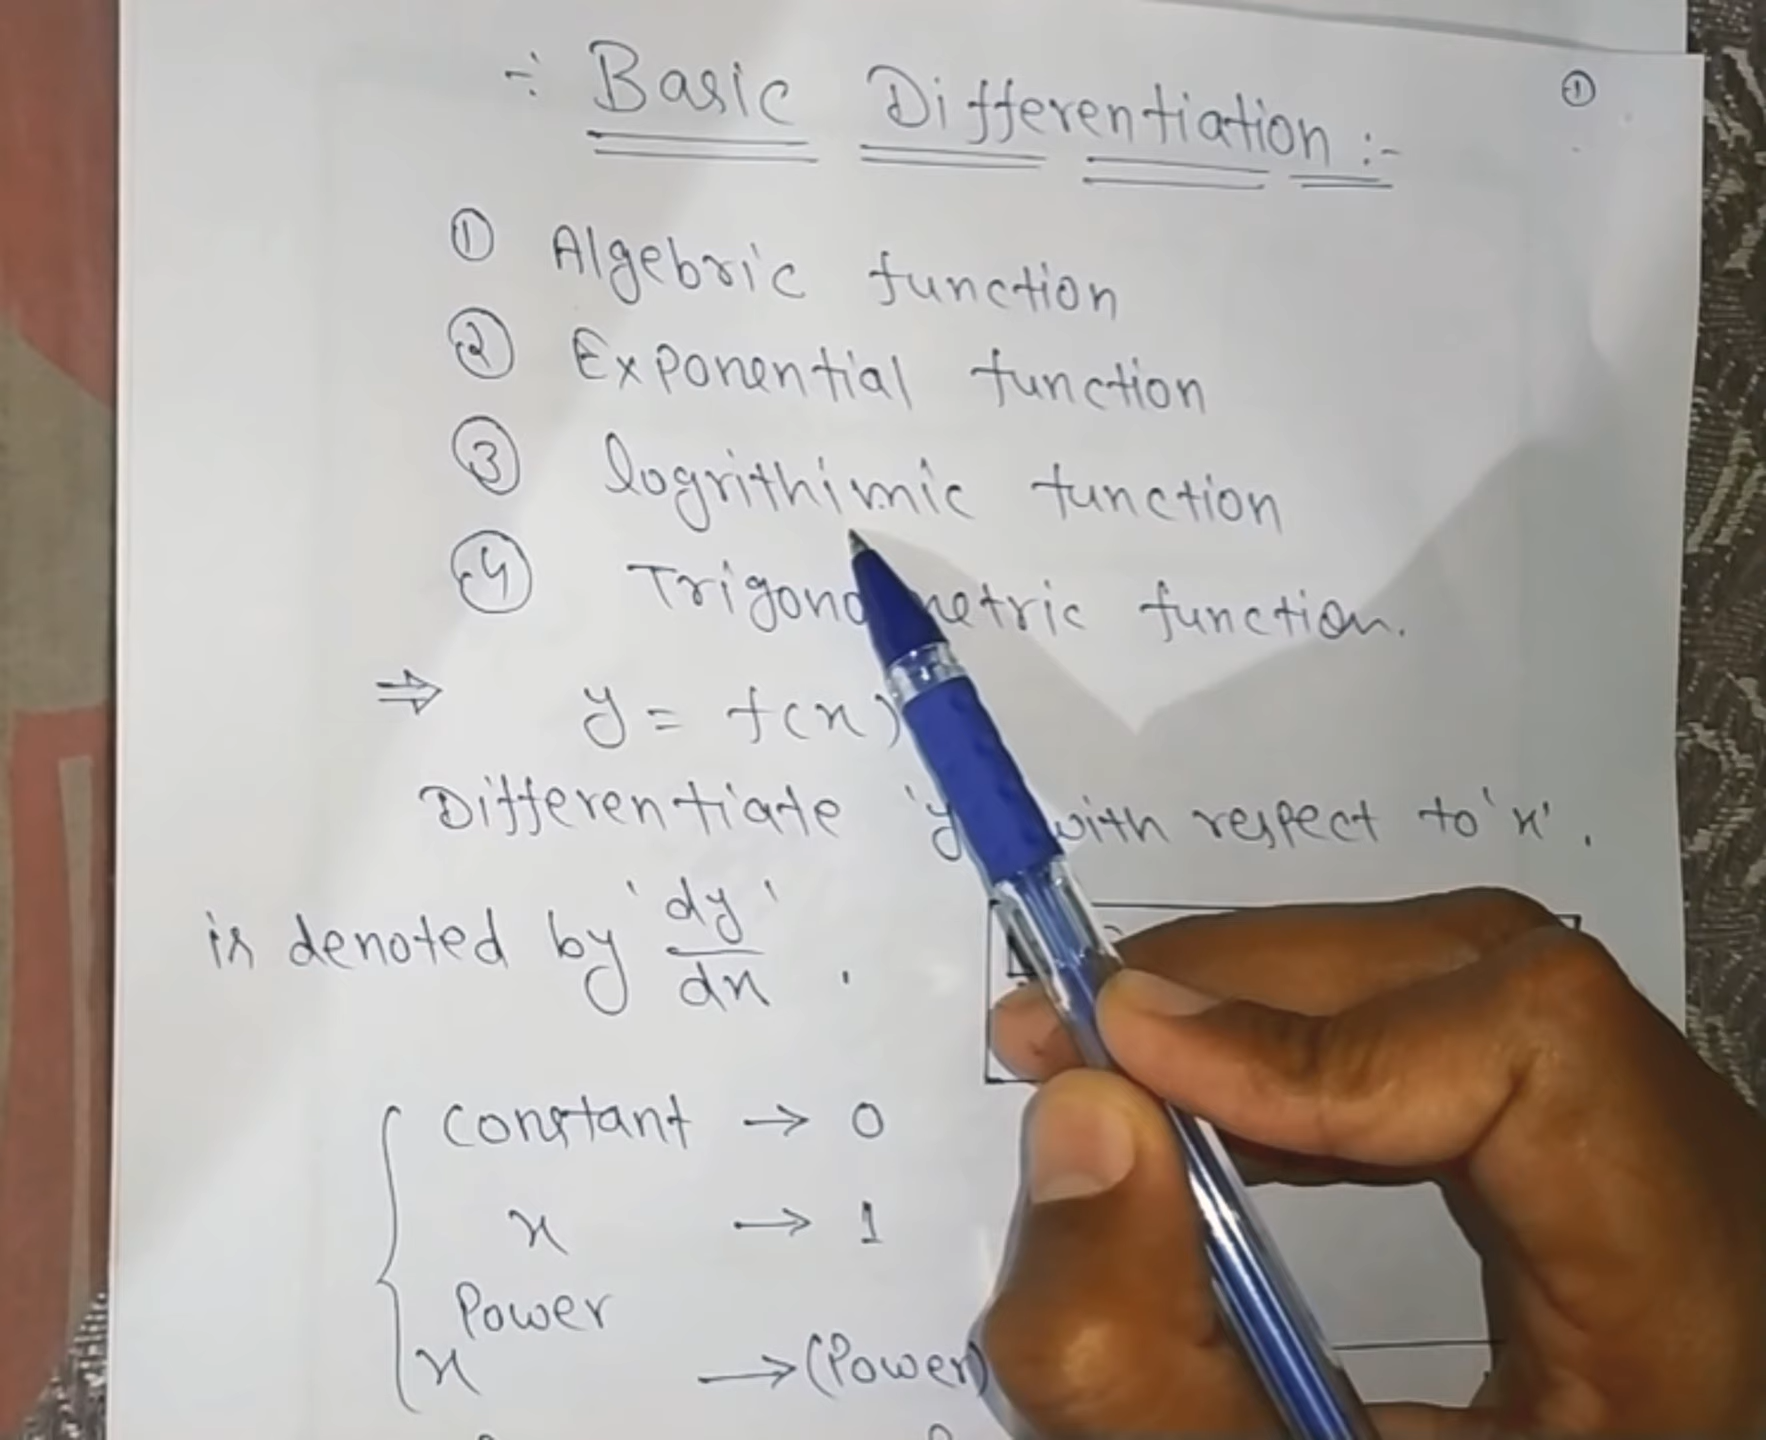 ÷ Basic Differentiation :-
①
① Algebric function
② Exponential function
③ logrithimic function
④ Trigonometric function.
⇒ y = f(x)
Differentiate 'y with respect to 'x'.
is denoted by 'dy/dx'.
Constant → 0
x → 1
x^Power → (Power)